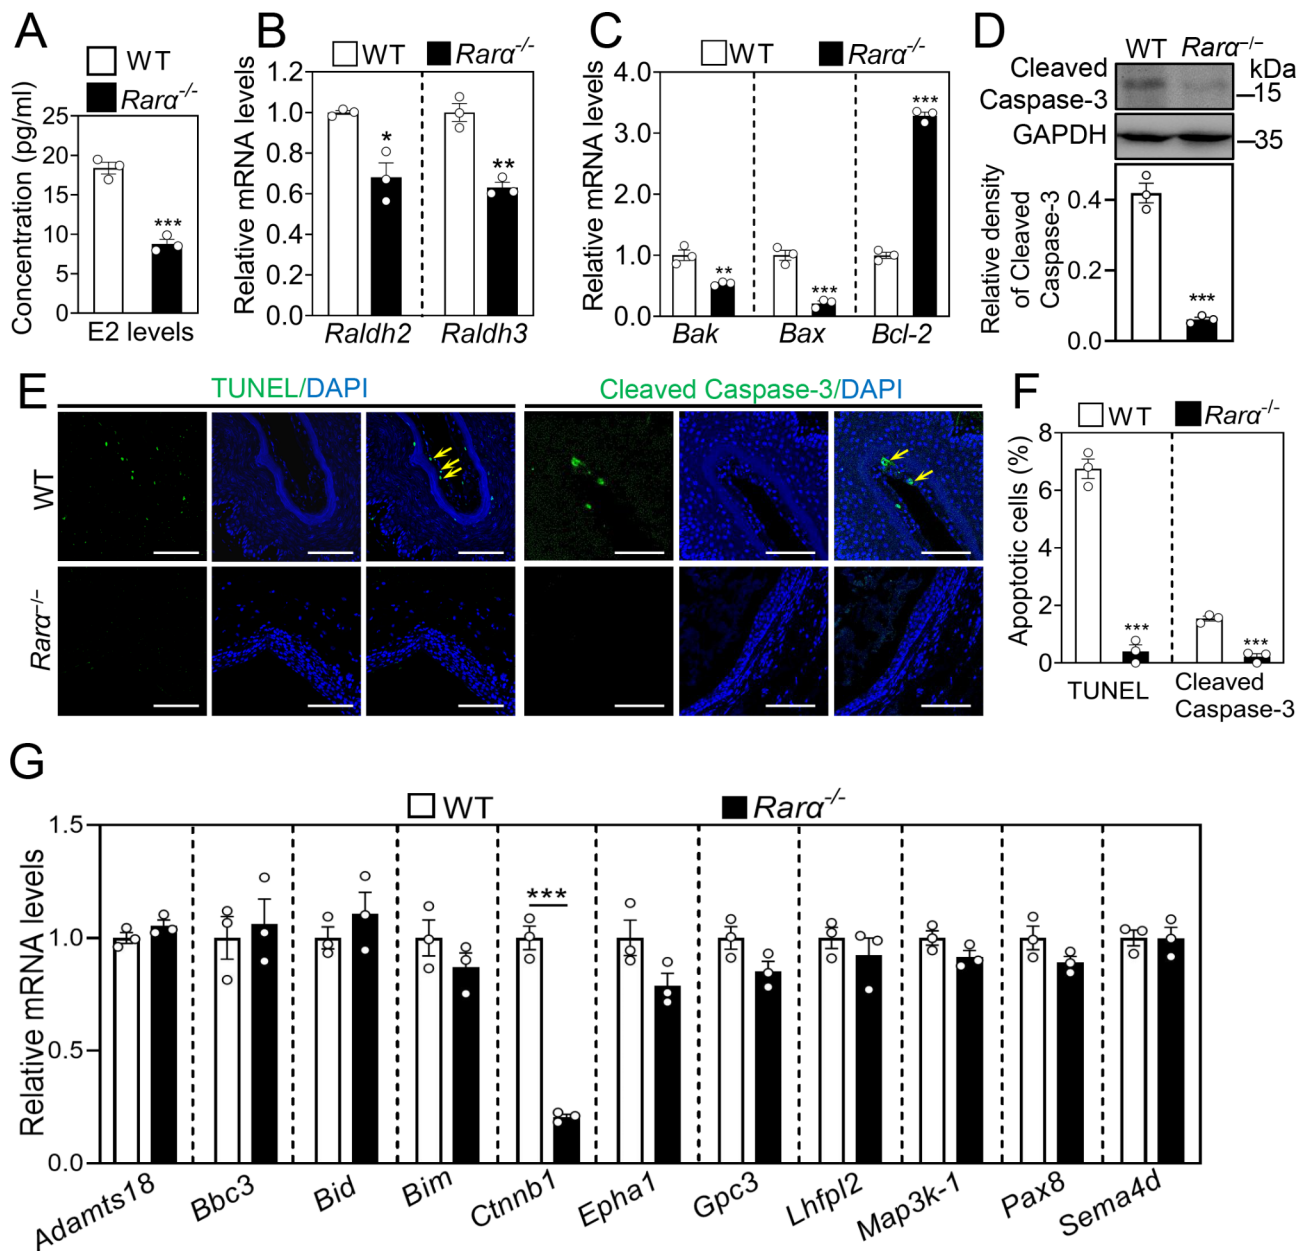 A
WT
Rarα-/-
Concentration (pg/ml)
25
20
15
10
5
0
***
E2 levels
B
WT
Rarα-/-
Relative mRNA levels
1.2
1.0
0.8
0.6
0.4
0.2
0.0
*
**
Raldh2
Raldh3
C
WT
Rarα-/-
Relative mRNA levels
4.0
3.0
2.0
1.0
0.0
**
***
***
Bak
Bax
Bcl-2
D
WT
Rarα–/–
kDa
Cleaved
Caspase-3
15
GAPDH
35
Relative density
of Cleaved
Caspase-3
0.4
0.4
0.0
***
E
TUNEL/DAPI
Cleaved Caspase-3/DAPI
WT
Rarα–/–
F
WT
Rarα-/-
Apoptotic cells (%)
8
6
4
2
0
***
***
TUNEL
Cleaved
Caspase-3
G
WT
Rarα-/-
Relative mRNA levels
1.5
1.0
0.5
0.0
***
Adamts18
Bbc3
Bid
Bim
Ctnnb1
Epha1
Gpc3
Lhfpl2
Map3k-1
Pax8
Sema4d